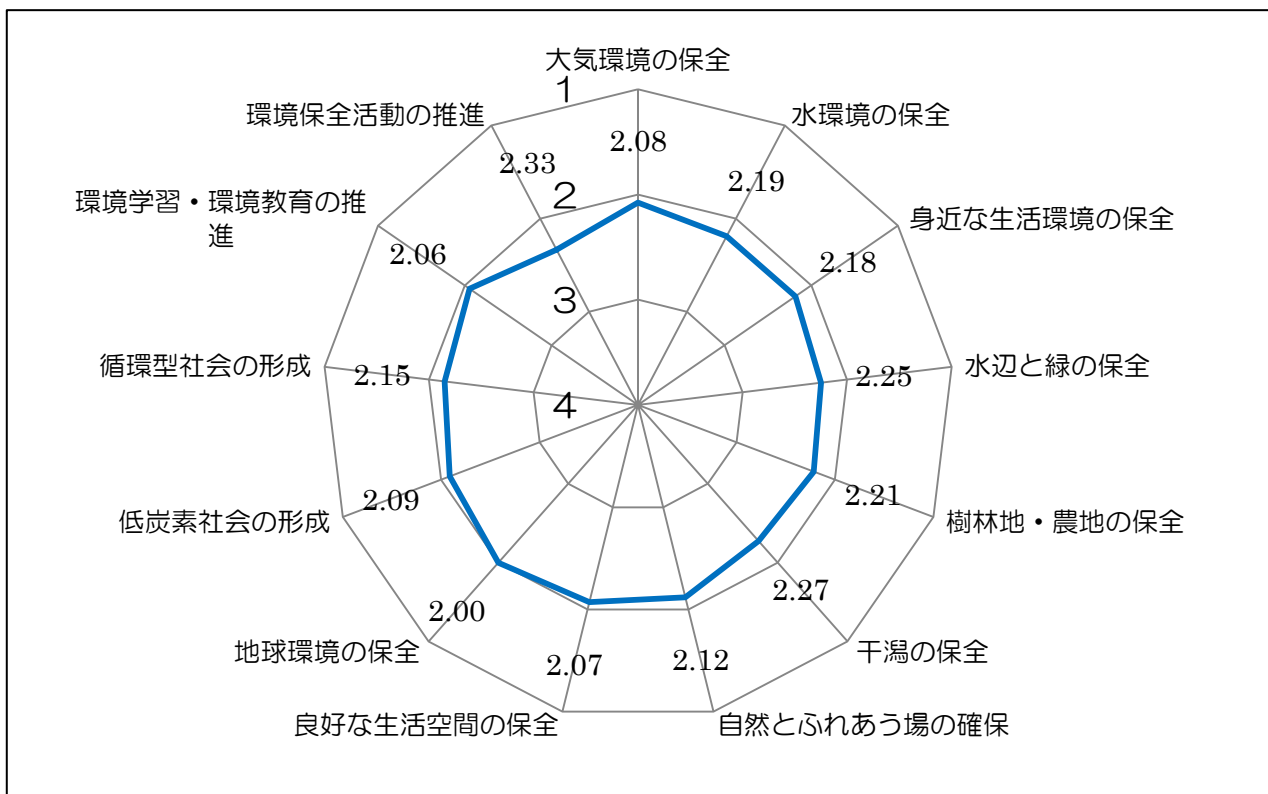 大気環境の保全
1
環境保全活動の推進
水環境の保全
2.08
2.33
2.19
2
環境学習・環境教育の推
進
身近な生活環境の保全
2.06
2.18
3
循環型社会の形成
水辺と緑の保全
2.15
2.25
4
2.09
2.21
低炭素社会の形成
樹林地・農地の保全
2.00
2.27
地球環境の保全
干潟の保全
2.07
2.12
良好な生活空間の保全
自然とふれあう場の確保